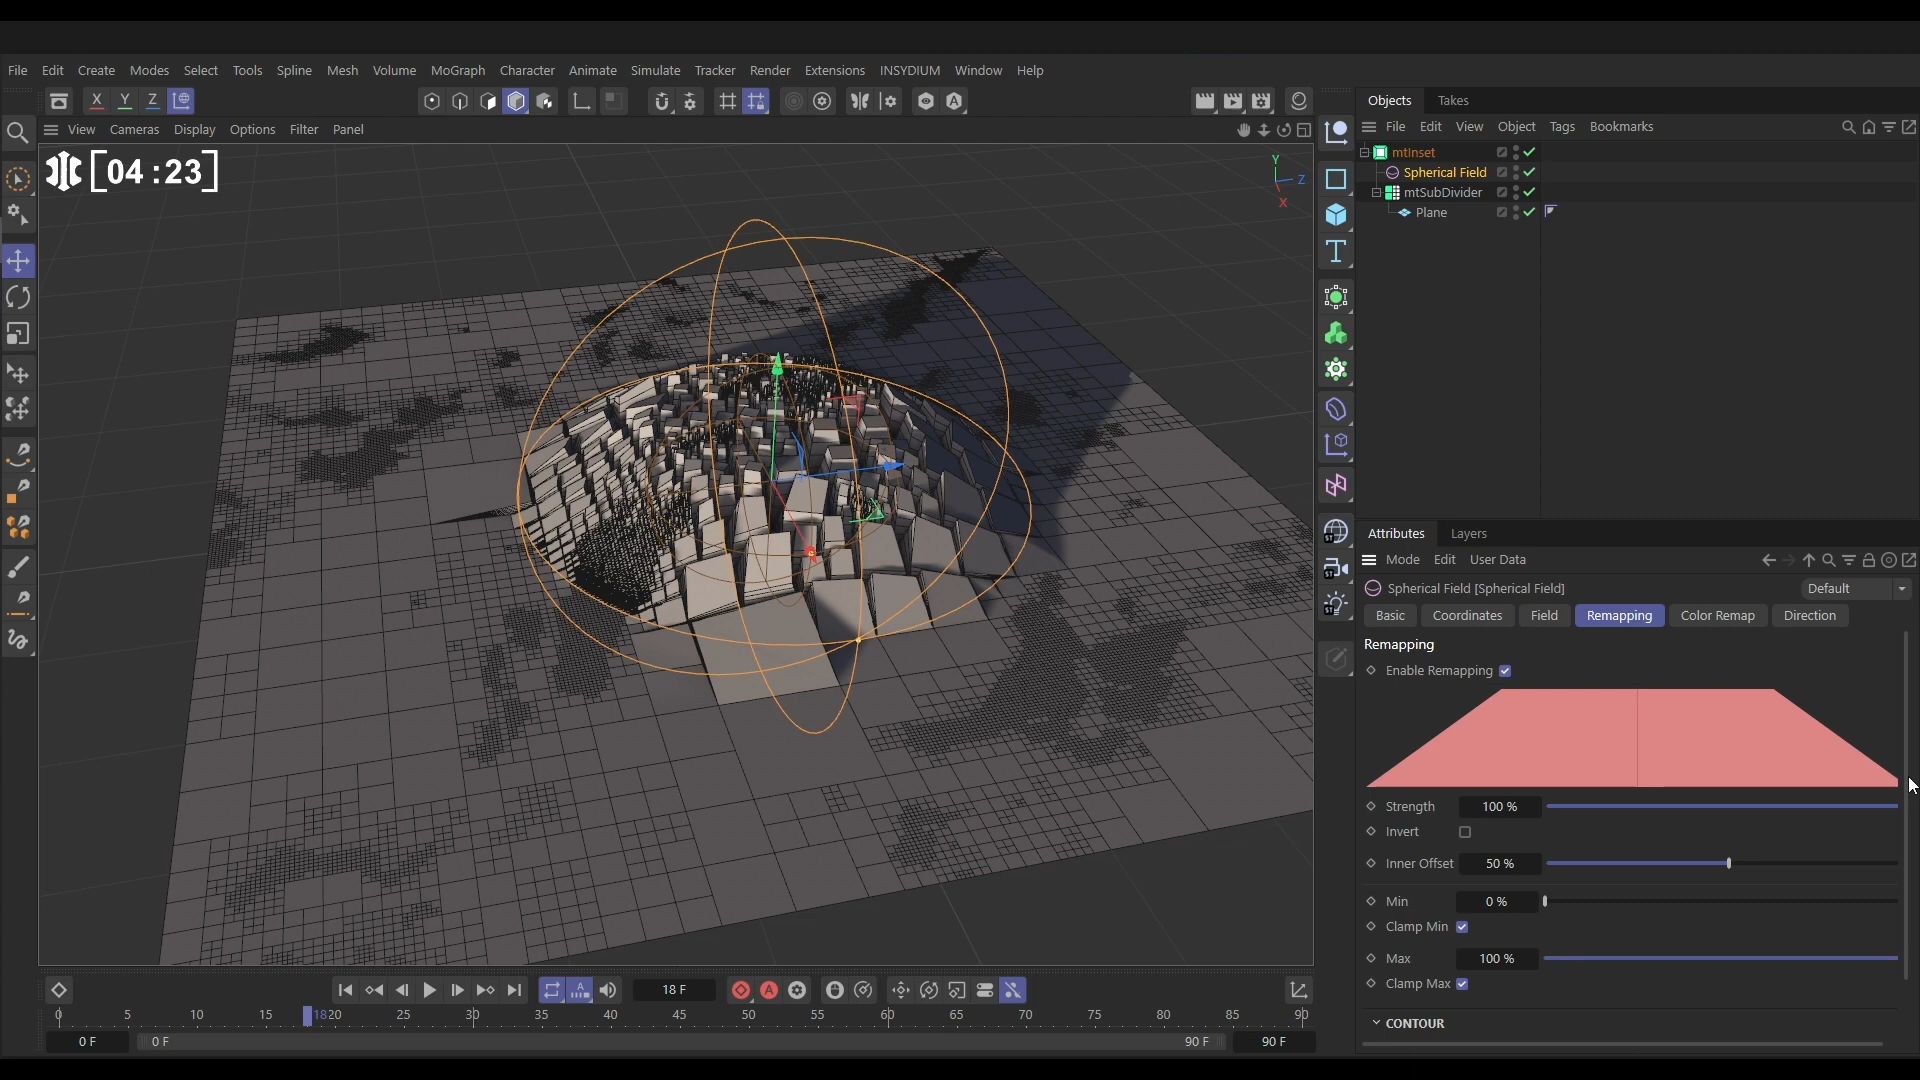 File Edit Create Modes Select Tools Spline Mesh Volume MoGraph Character Animate Simulate Tracker Render Extensions INSYDIUM Window Help
X Y Z
View Cameras Display Options Filter Panel
[04:23]
Y
Z
X
Objects Takes
File Edit View Object Tags Bookmarks
mtInset
Spherical Field
mtSubDivider
Plane
Attributes Layers
Mode Edit User Data
Spherical Field [Spherical Field] Default
Basic Coordinates Field Remapping Color Remap Direction
Remapping
Enable Remapping
Strength 100 %
Invert
Inner Offset 50 %
Min 0 %
Clamp Min
Max 100 %
Clamp Max
CONTOUR
18 F
0 5 10 15 1820 25 30 35 40 45 50 55 60 65 70 75 80 85 90
0 F 0 F 90 F 90 F